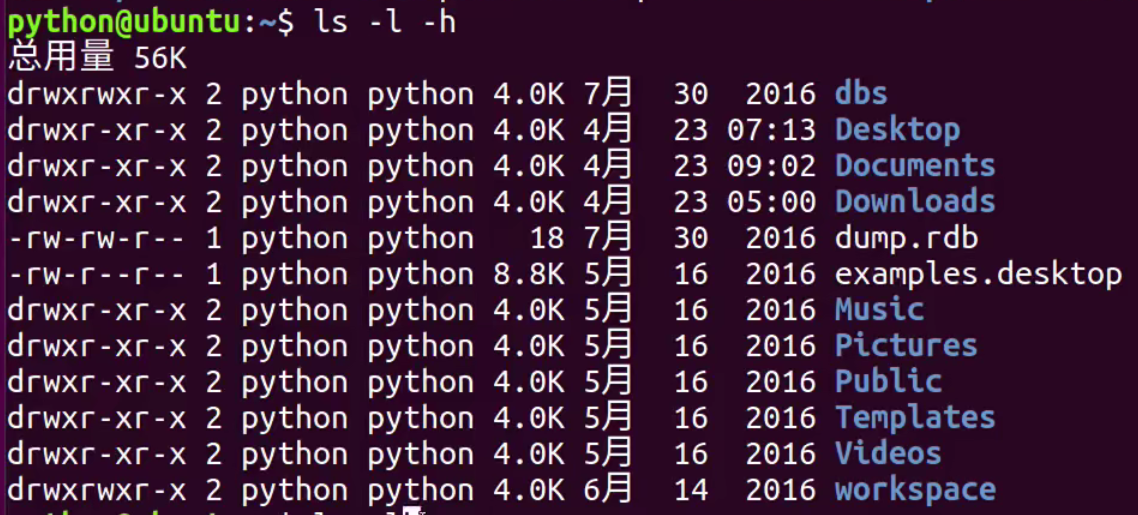 python@ubuntu:~$ ls -l -h
总用量 56K
drwxrwxr-x 2 python python 4.0K 7月  30  2016 dbs
drwxr-xr-x 2 python python 4.0K 4月  23 07:13 Desktop
drwxr-xr-x 2 python python 4.0K 4月  23 09:02 Documents
drwxr-xr-x 2 python python 4.0K 4月  23 05:00 Downloads
-rw-rw-r-- 1 python python   18 7月  30  2016 dump.rdb
-rw-r--r-- 1 python python 8.8K 5月  16  2016 examples.desktop
drwxr-xr-x 2 python python 4.0K 5月  16  2016 Music
drwxr-xr-x 2 python python 4.0K 5月  16  2016 Pictures
drwxr-xr-x 2 python python 4.0K 5月  16  2016 Public
drwxr-xr-x 2 python python 4.0K 5月  16  2016 Templates
drwxr-xr-x 2 python python 4.0K 5月  16  2016 Videos
drwxrwxr-x 2 python python 4.0K 6月  14  2016 workspace